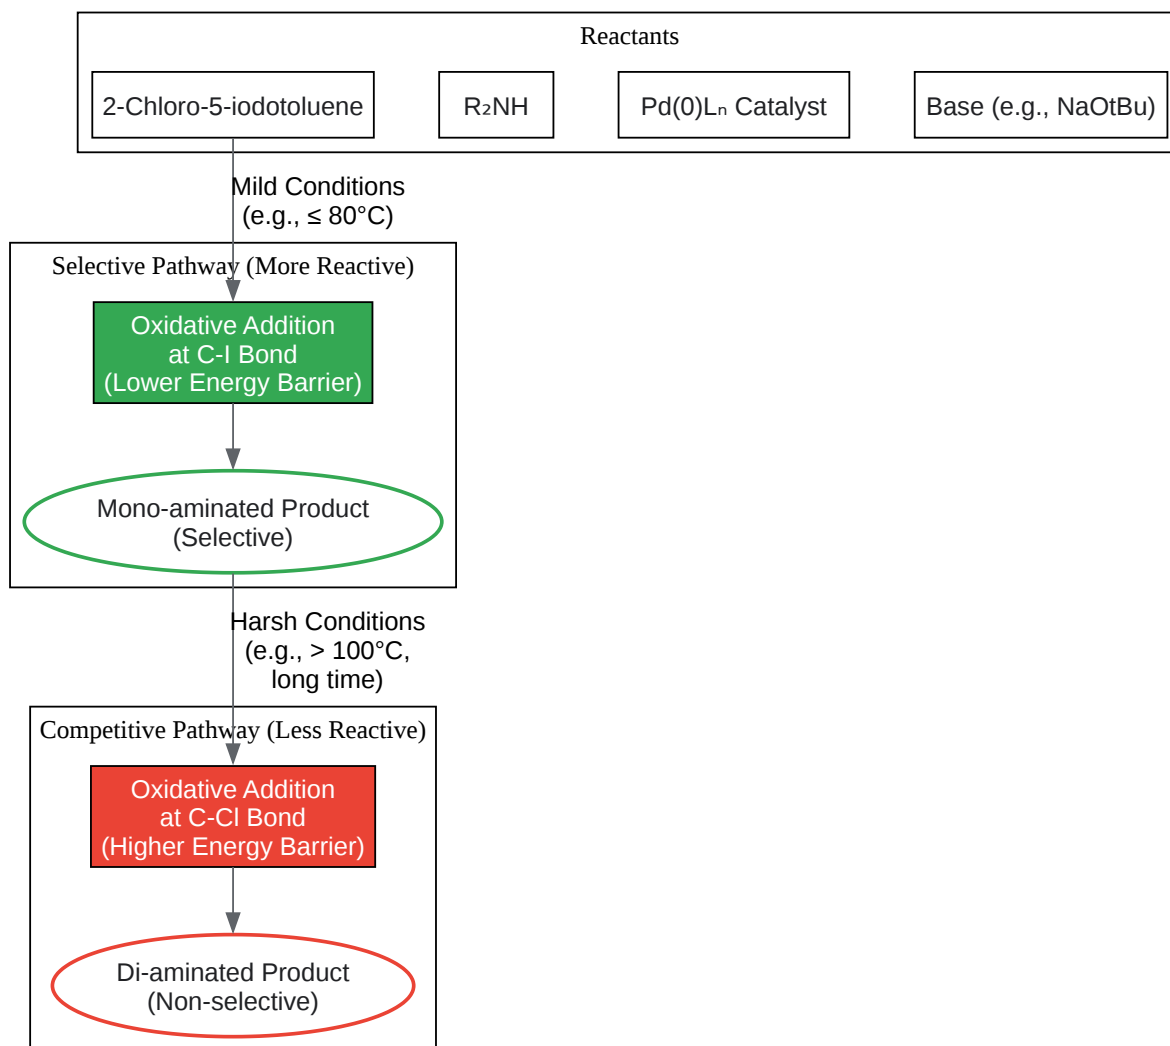 Reactants
2-Chloro-5-iodotoluene
R₂NH
Pd(0)Lₙ Catalyst
Base (e.g., NaOtBu)
Mild Conditions
(e.g., ≤ 80°C)
Selective Pathway (More Reactive)
Oxidative Addition
at C-I Bond
(Lower Energy Barrier)
Mono-aminated Product
(Selective)
Harsh Conditions
(e.g., > 100°C,
long time)
Competitive Pathway (Less Reactive)
Oxidative Addition
at C-Cl Bond
(Higher Energy Barrier)
Di-aminated Product
(Non-selective)